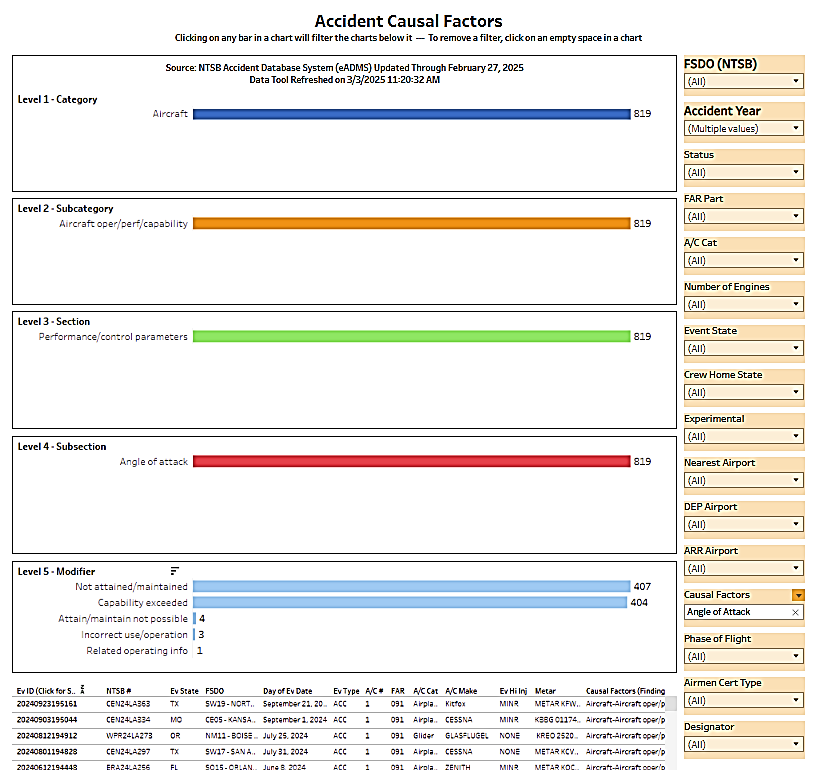 Accident Causal Factors
Clicking on any bar in a chart will filter the charts below it — To remove a filter, click on an empty space in a chart
Source: NTSB Accident Database System (eADMS) Updated Through February 27, 2025
Data Tool Refreshed on 3/3/2025 11:20:32 AM
Level 1 - Category
Aircraft 819
Level 2 - Subcategory
Aircraft oper/perf/capability 819
Level 3 - Section
Performance/control parameters 819
Level 4 - Subsection
Angle of attack 819
Level 5 - Modifier
Not attained/maintained 407
Capability exceeded 404
Attain/maintain not possible 4
Incorrect use/operation 3
Related operating info 1
Ev ID (Click for S.. NTSB # Ev State FSDO Day of Ev Date Ev Type A/C # FAR A/C Cat A/C Make Ev Hi Inj Metar Causal Factors (Finding
20240923195161 CEN24LA363 TX SW19 - NORT.. September 21, 20.. ACC 1 091 Airpla.. Kitfox MINR METAR KFW.. Aircraft-Aircraft oper/p
20240903195044 CEN24LA334 MO CE05 - KANSA.. September 1, 2024 ACC 1 091 Airpla.. CESSNA MINR KBBG 01174.. Aircraft-Aircraft oper/p
20240812194912 WPR24LA273 OR NM11 - BOISE .. July 25, 2024 ACC 1 091 Glider GLASFLUGEL NONE KREO 2520.. Aircraft-Aircraft oper/p
20240801194828 CEN24LA297 TX SW17 - SAN A.. July 31, 2024 ACC 1 091 Airpla.. CESSNA NONE METAR KCV.. Aircraft-Aircraft oper/p
20240612194448 ERA24LA256 FL SO15 - ORLAN.. June 8, 2024 ACC 1 091 Airpla.. ZENITH MINR METAR KC.. Aircraft-Aircraft oper/p
FSDO (NTSB)
(All)
Accident Year
(Multiple values)
Status
(All)
FAR Part
(All)
A/C Cat
(All)
Number of Engines
(All)
Event State
(All)
Crew Home State
(All)
Experimental
(All)
Nearest Airport
(All)
DEP Airport
(All)
ARR Airport
(All)
Causal Factors
Angle of Attack
Phase of Flight
(All)
Airmen Cert Type
(All)
Designator
(All)